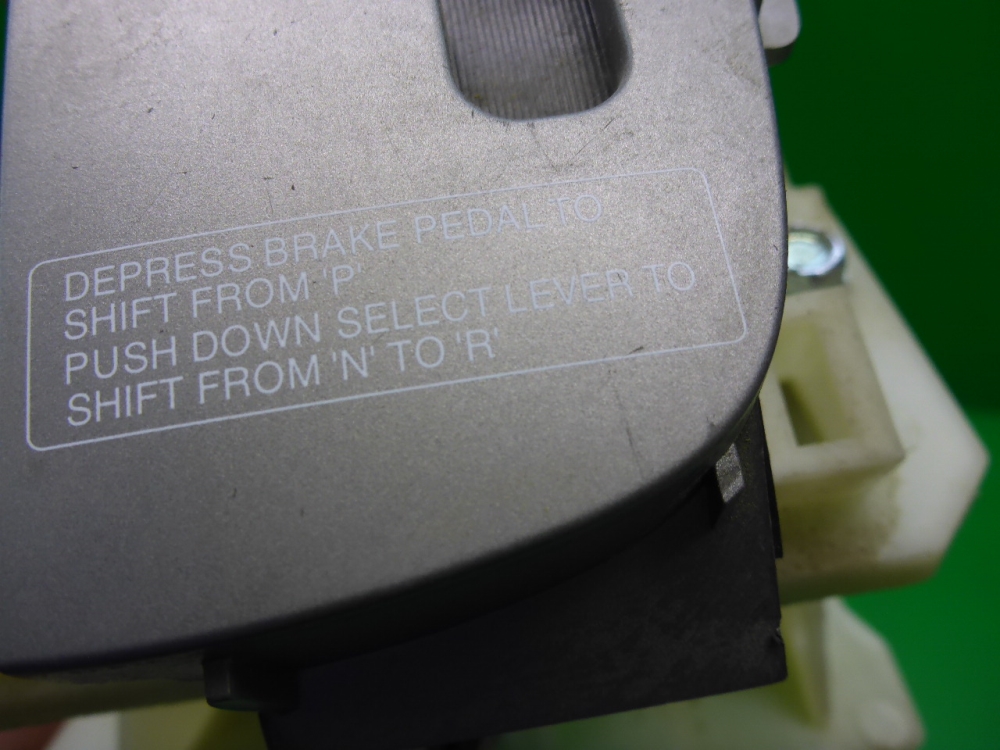 DEPRESS BRAKE PEDAL TO
SHIFT FROM 'P'
PUSH DOWN SELECT LEVER TO
SHIFT FROM 'N' TO 'R'